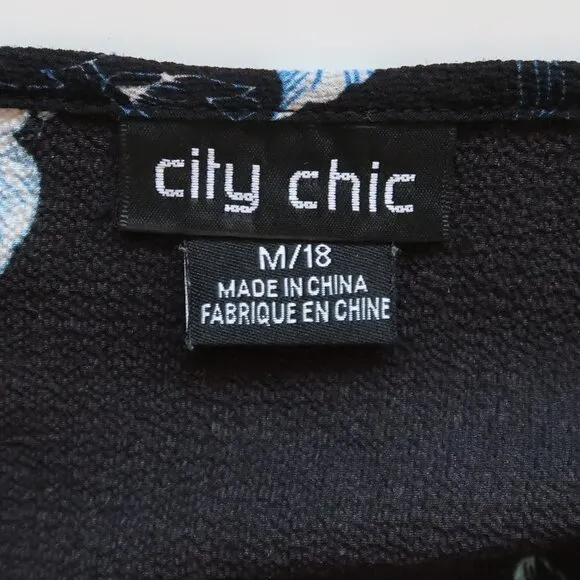 city chic
M/18
MADE IN CHINA
FABRIQUE EN CHINE